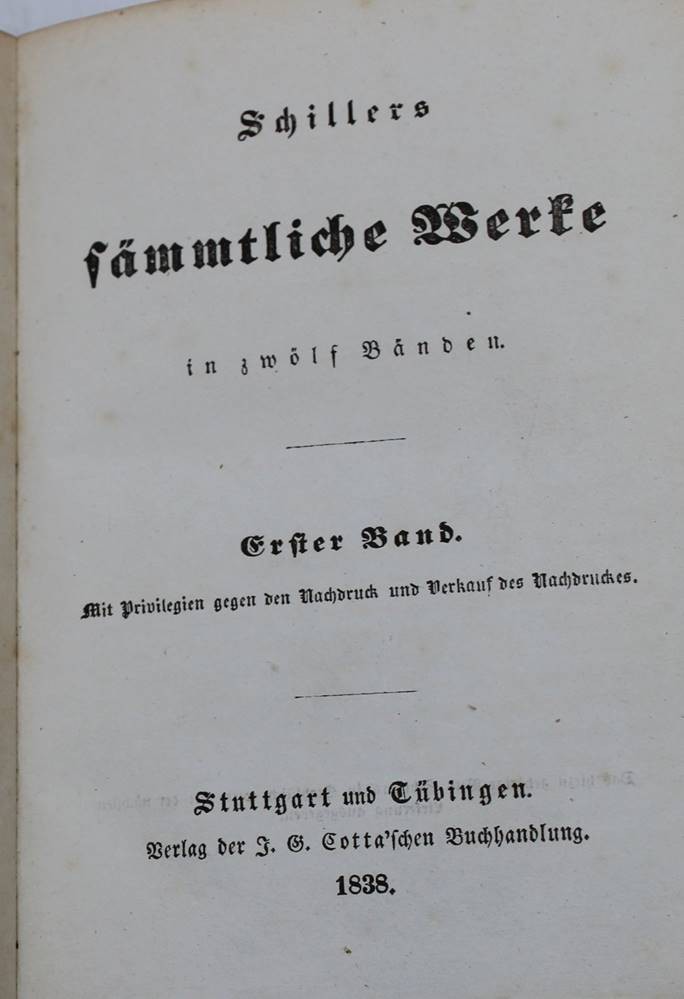 Schillers
sämmtliche Werke
in zwölf Bänden.
Erster Band.
Mit Privilegien gegen den Nachdruck und Verkauf des Nachdruckes.
Stuttgart und Tübingen.
Verlag der J. G. Cotta'schen Buchhandlung.
1838.